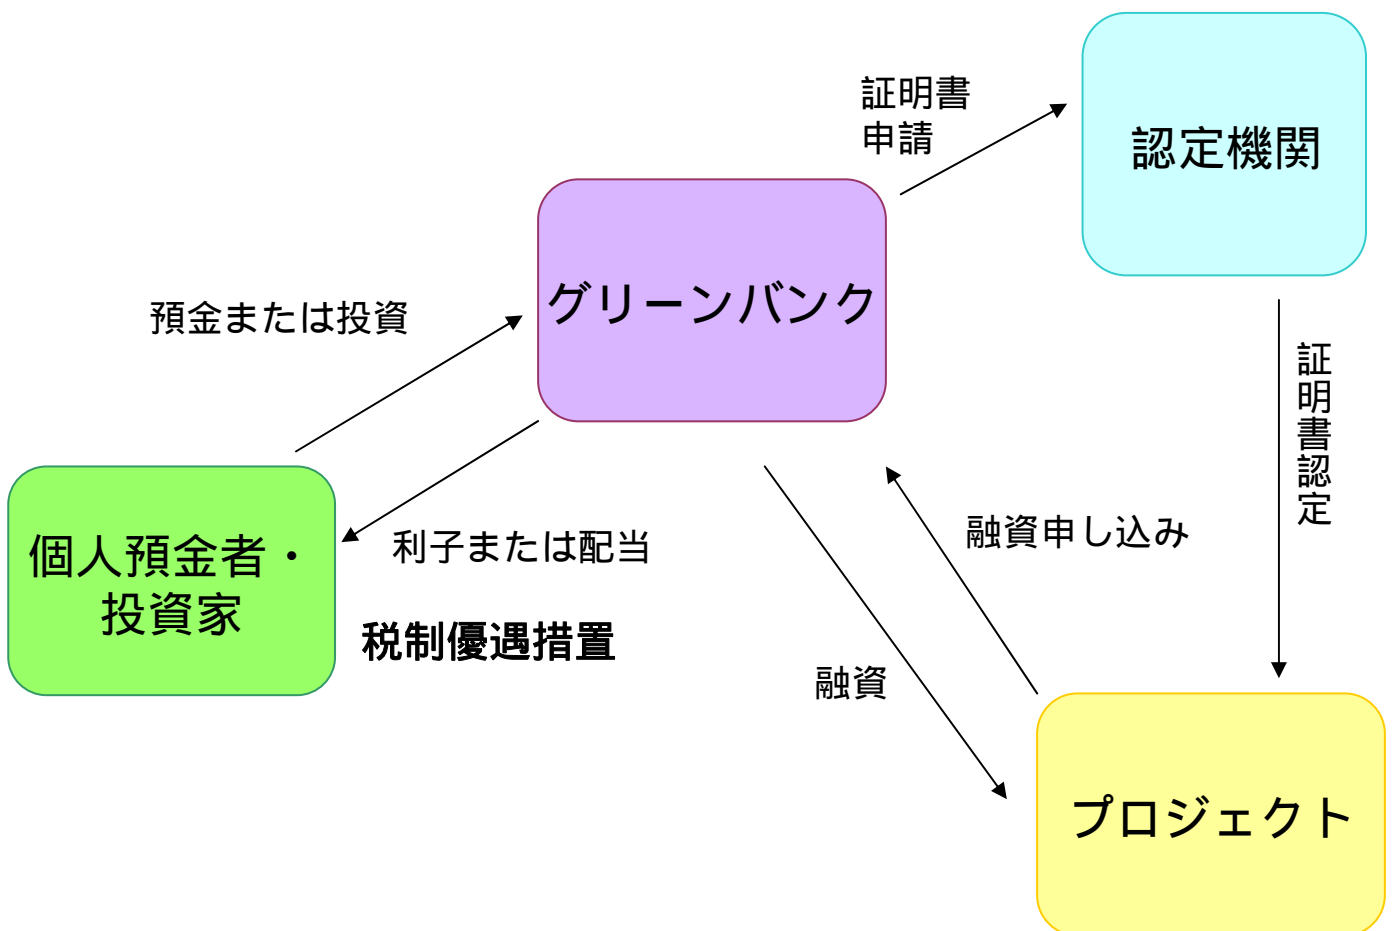 証明書
申請
認定機関
グリーンバンク
預金または投資
証明書認定
利子または配当
融資申し込み
個人預金者・
投資家
税制優遇措置
融資
プロジェクト